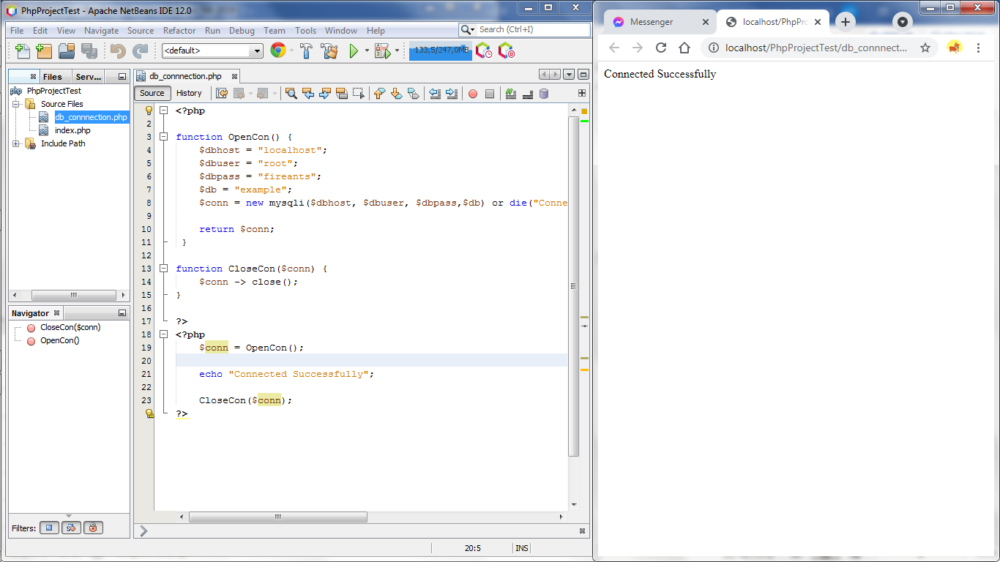 PhpProjectTest - Apache NetBeans IDE 12.0
File Edit View Navigate Source Refactor Run Debug Team Tools Window Help
Search (Ctrl+I)
<default>
133,5/247,0MB
Files Serv...
PhpProjectTest
Source Files
db_connnection.php
index.php
Include Path
Navigator
CloseCon($conn)
OpenCon()
Filters:
db_connnection.php
Source History
<?php
2
3 function OpenCon() {
4 $dbhost = "localhost";
5 $dbuser = "root";
6 $dbpass = "fireants";
7 $db = "example";
8 $conn = new mysqli($dbhost, $dbuser, $dbpass,$db) or die("Conne
9
10 return $conn;
11 }
12
13 function CloseCon($conn) {
14 $conn -> close();
15 }
16
17 ?>
18 <?php
19 $conn = OpenCon();
20
21 echo "Connected Successfully";
22
23 CloseCon($conn);
?>
20:5 INS
Messenger
localhost/PhpPro
localhost/PhpProjectTest/db_connnect...
Connected Successfully